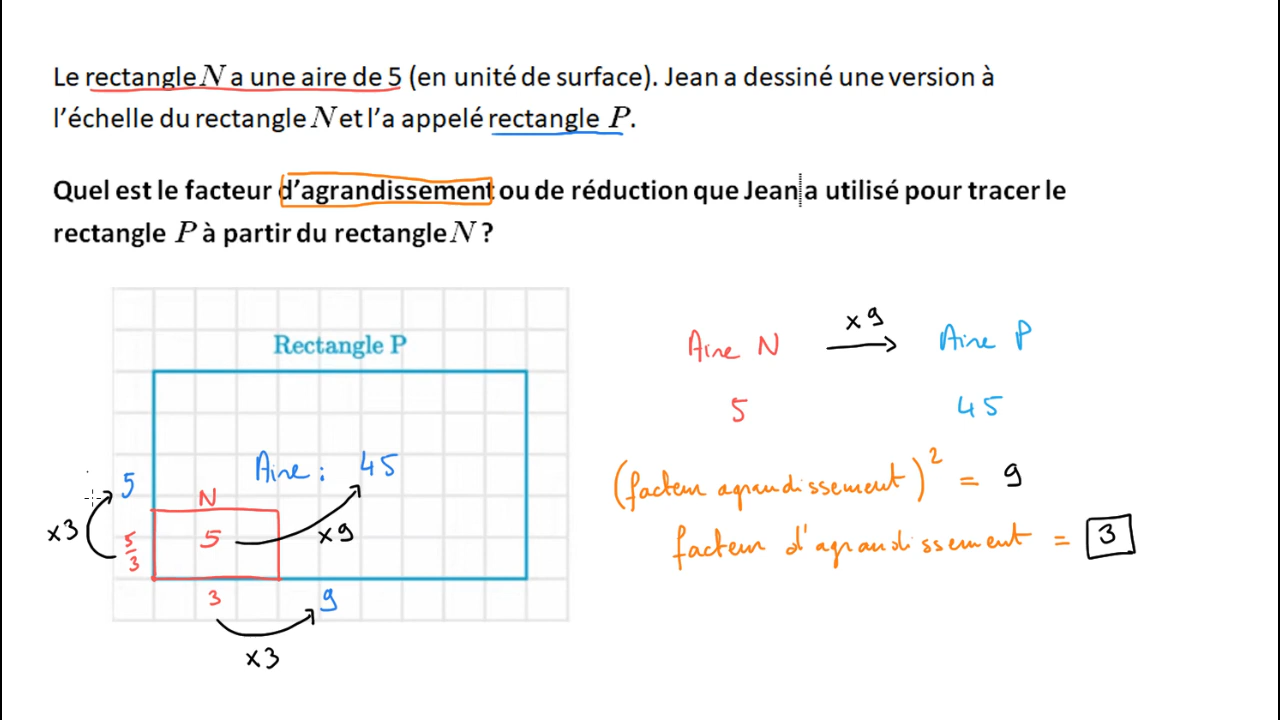 Le rectangle N a une aire de 5 (en unité de surface). Jean a dessiné une version à
l'échelle du rectangle N et l'a appelé rectangle P.
Quel est le facteur d'agrandissement ou de réduction que Jean a utilisé pour tracer le
rectangle P à partir du rectangle N ?
Rectangle P
Aire : 45
5
N
x3
5/3
5
x9
3
9
x3
Aire N
x9
Aire P
5
45
(facteur agrandissement)² = 9
facteur d'agrandissement = 3